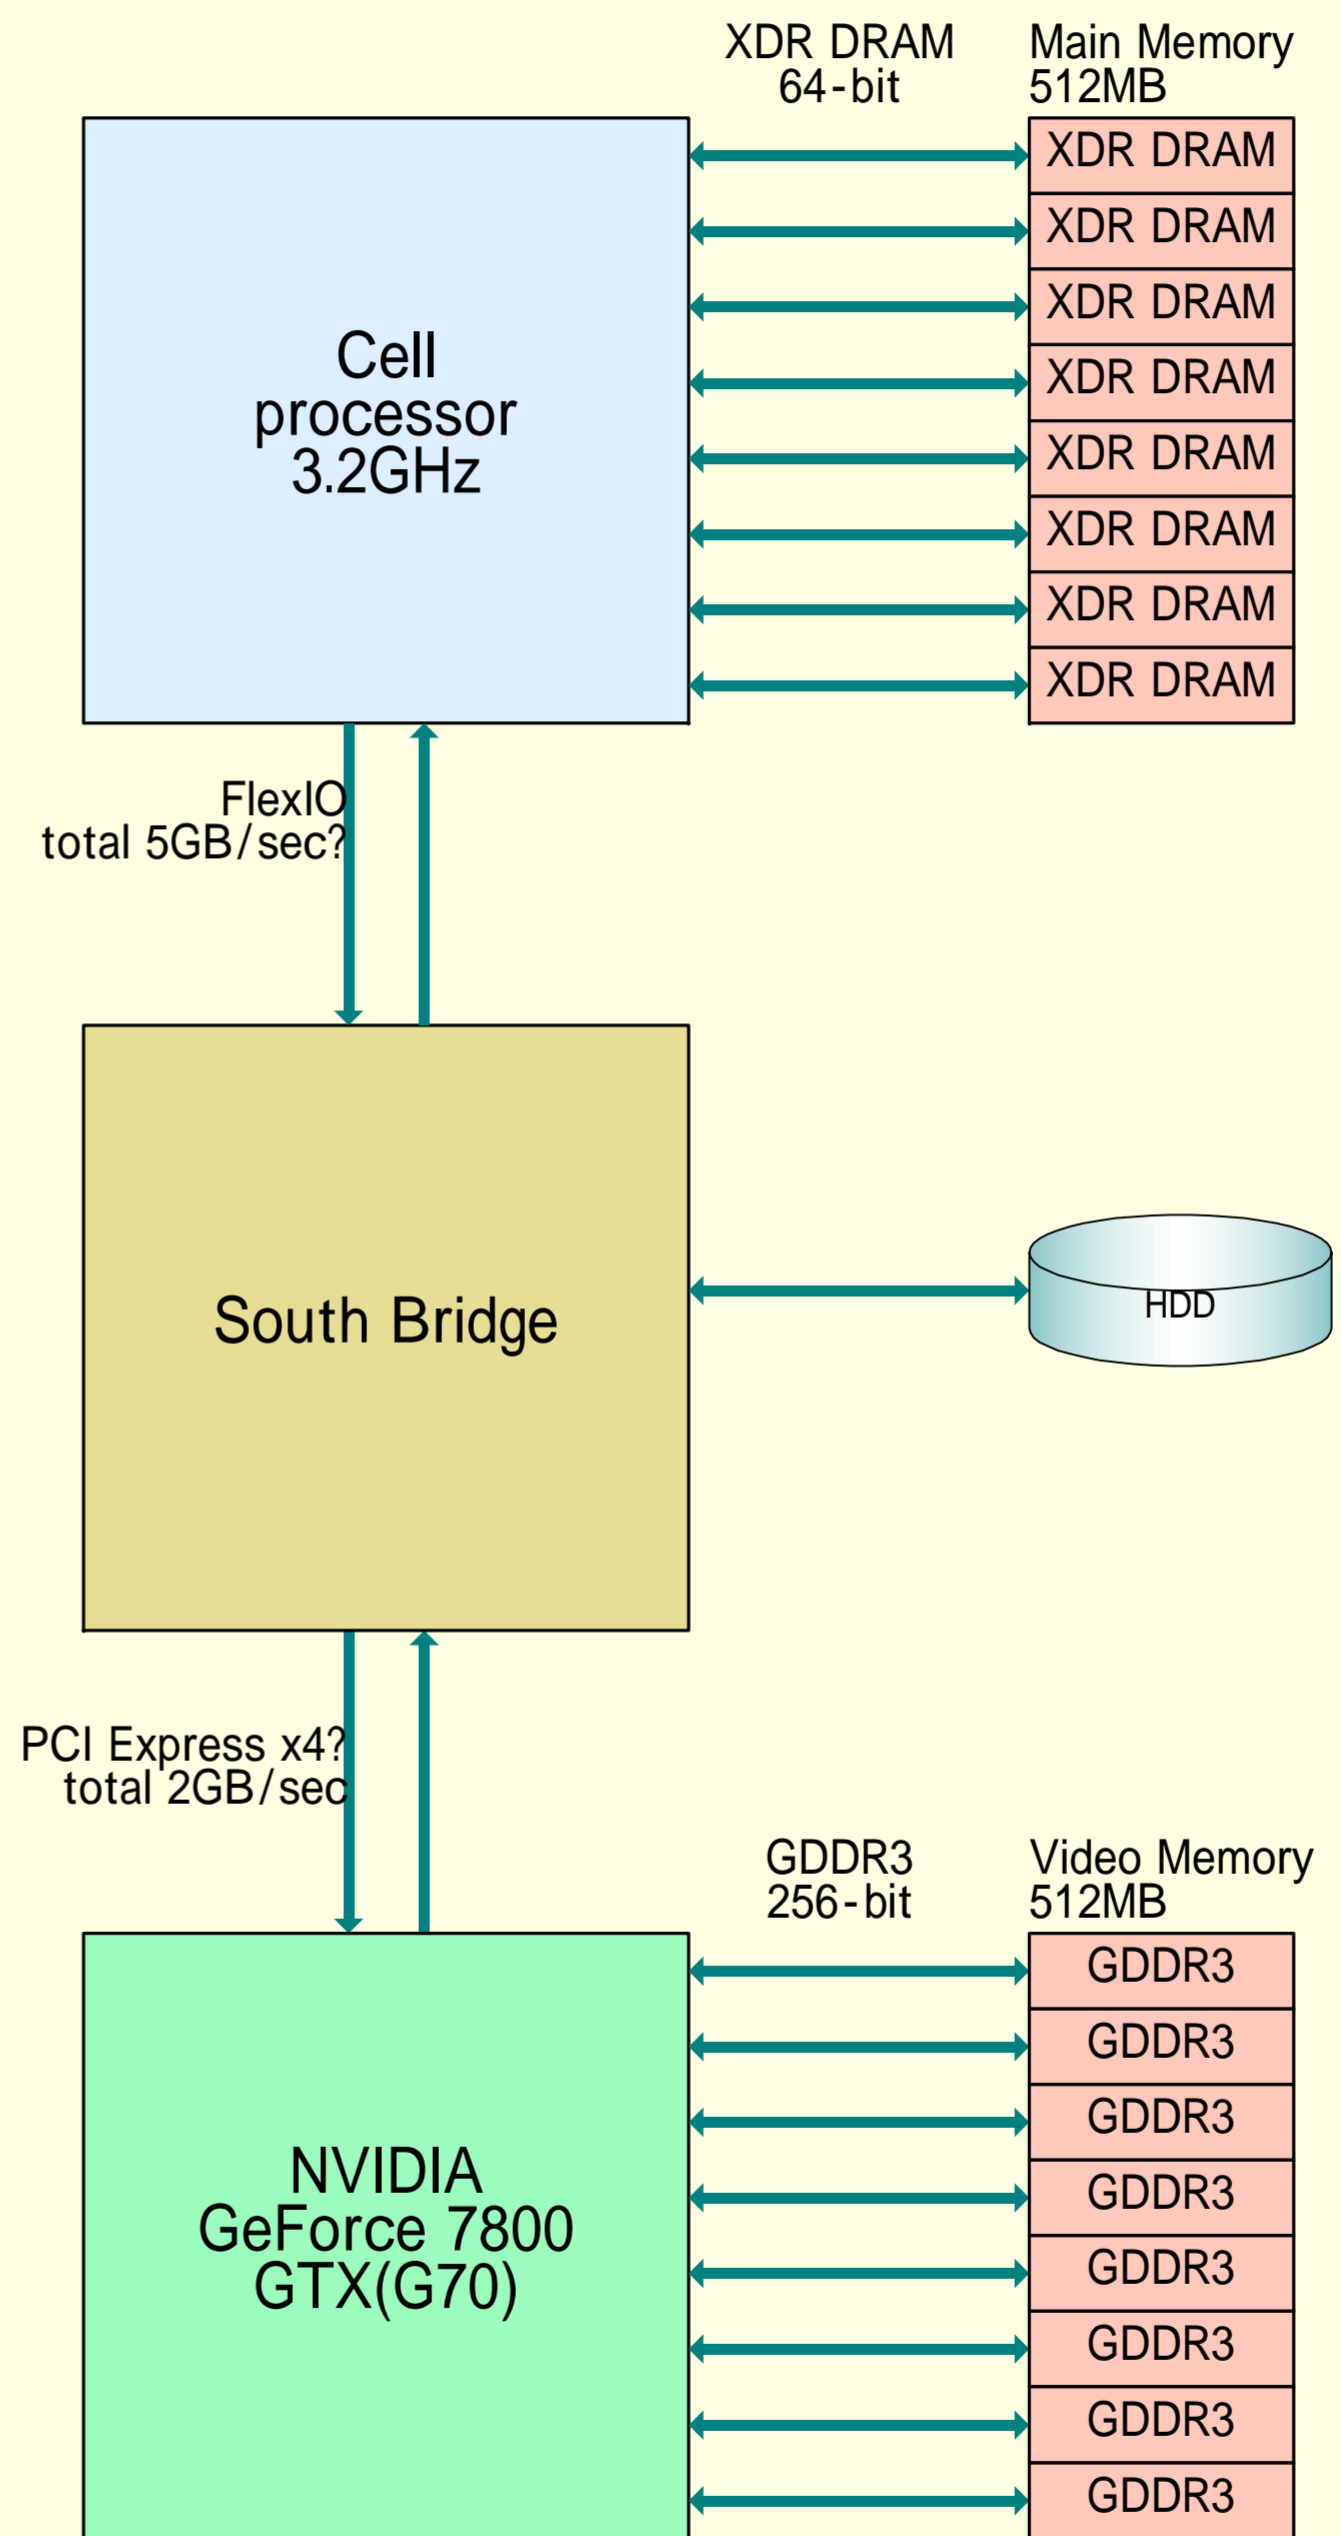 XDR DRAM
64-bit
Main Memory
512MB
XDR DRAM
XDR DRAM
XDR DRAM
XDR DRAM
XDR DRAM
XDR DRAM
XDR DRAM
XDR DRAM
Cell
processor
3.2GHz
FlexIO
total 5GB/sec?
South Bridge
HDD
PCI Express x4?
total 2GB/sec
GDDR3
256-bit
Video Memory
512MB
GDDR3
GDDR3
GDDR3
GDDR3
GDDR3
GDDR3
GDDR3
GDDR3
NVIDIA
GeForce 7800
GTX(G70)